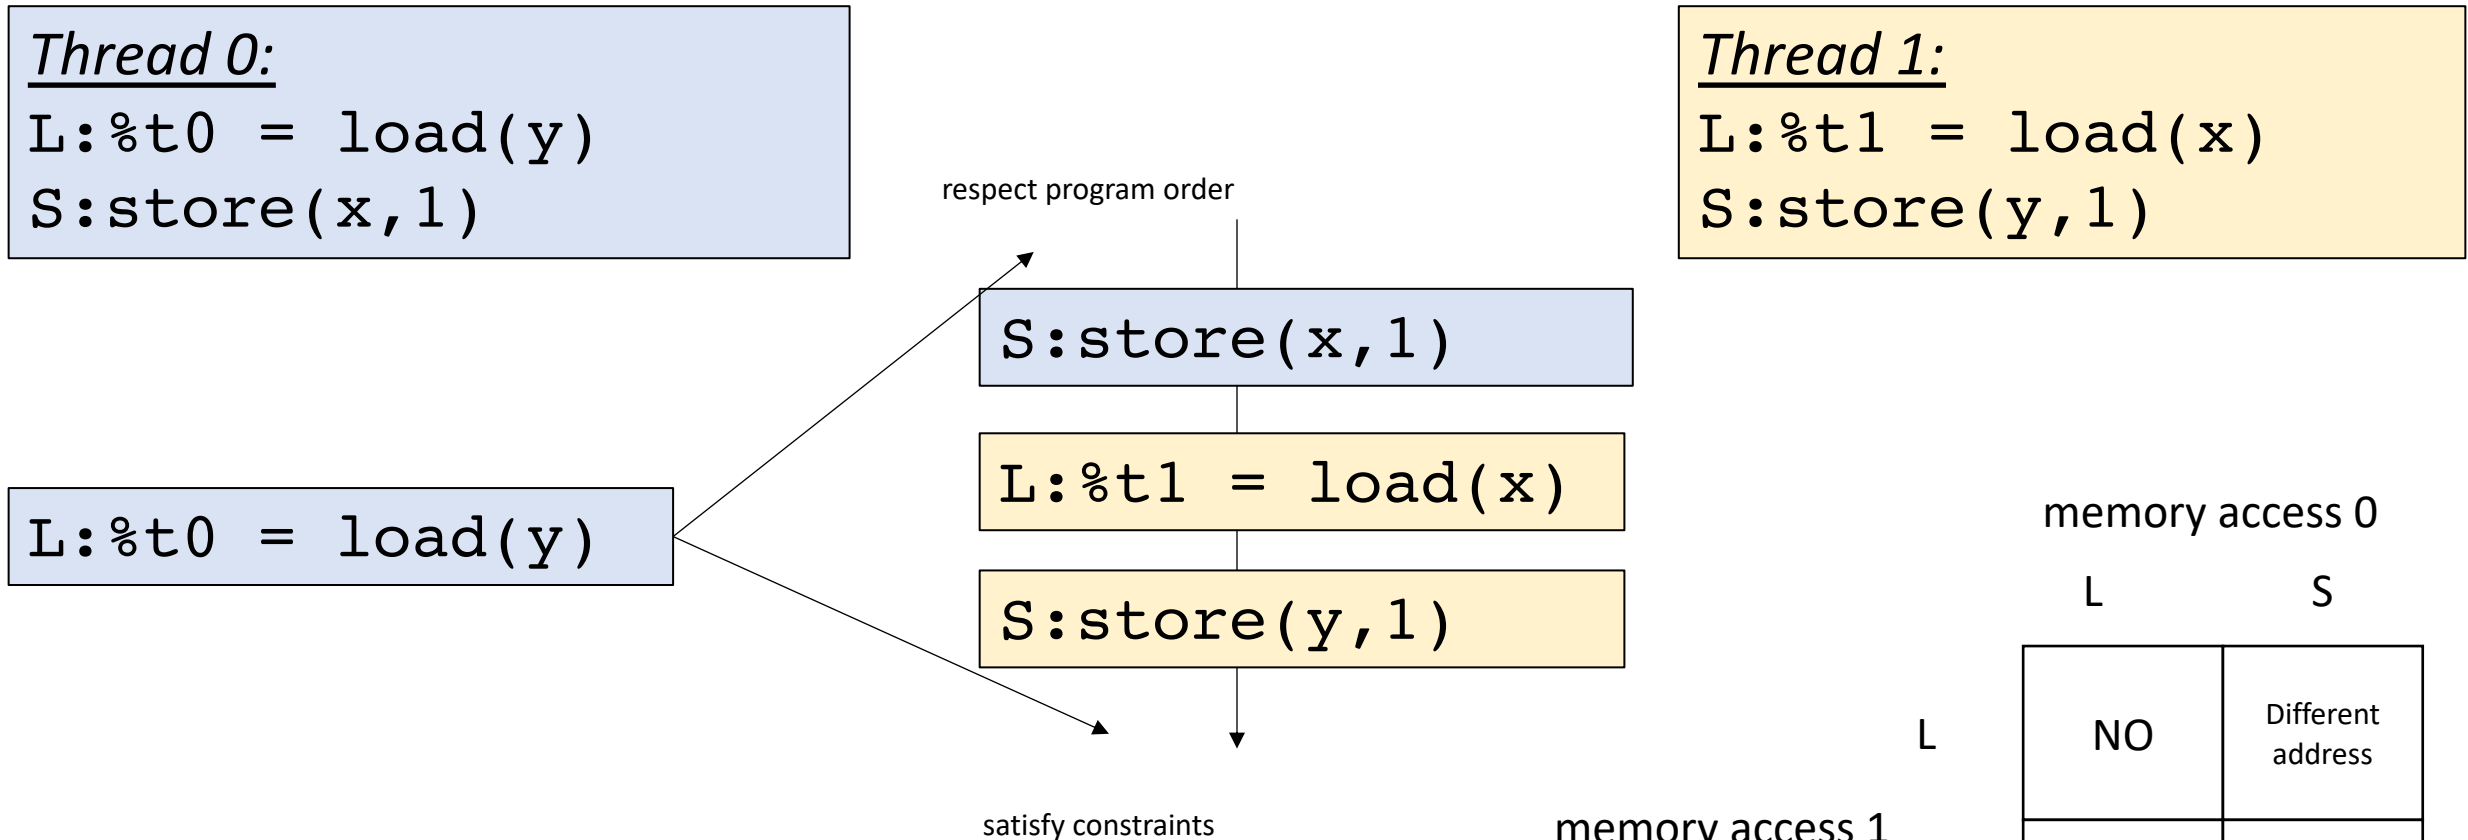 Thread 0:
L:%t0 = load(y)
S:store(x,1)
Thread 1:
L:%t1 = load(x)
S:store(y,1)
respect program order
S:store(x,1)
L:%t1 = load(x)
S:store(y,1)
L:%t0 = load(y)
satisfy constraints
memory access 0
L S
L
NO
Different
address
memory access 1